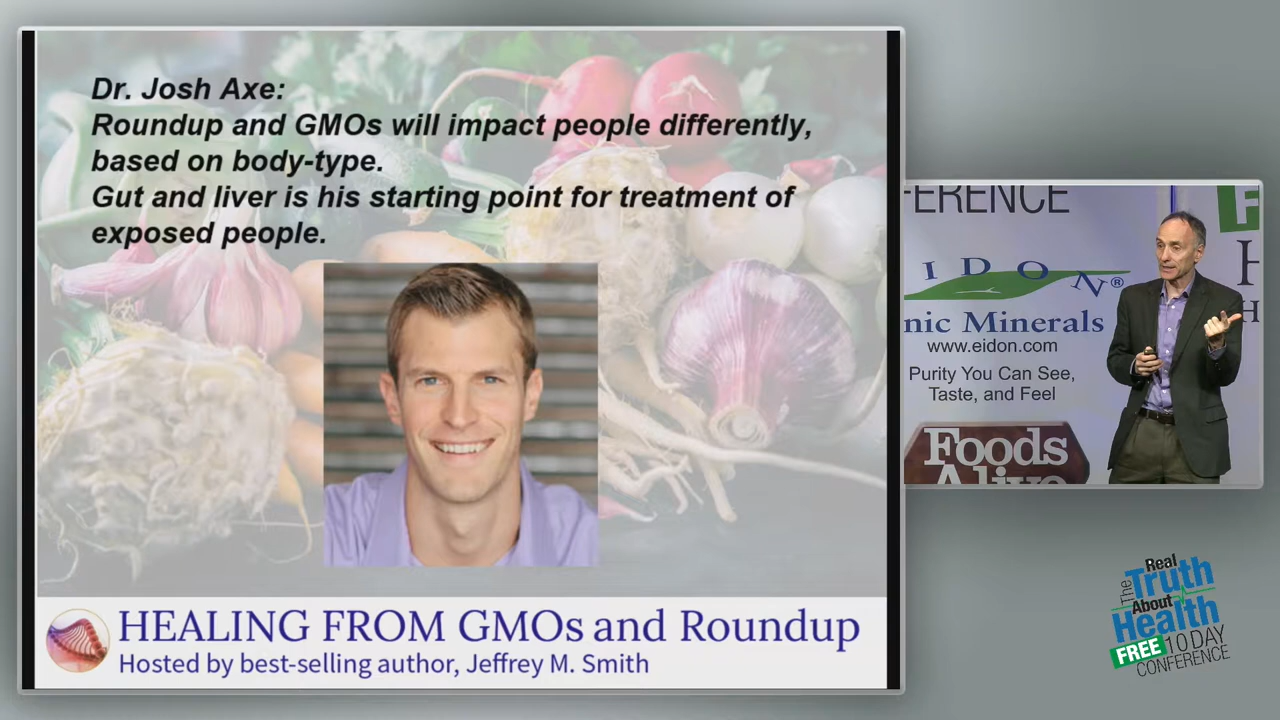 Dr. Josh Axe:
Roundup and GMOs will impact people differently,
based on body-type.
Gut and liver is his starting point for treatment of
exposed people.
HEALING FROM GMOs and Roundup
Hosted by best-selling author, Jeffrey M. Smith
FERENCE
IDON®
nic Minerals
www.eidon.com
Purity You Can See,
Taste, and Feel
Foods
Alive
F
H
H
The Real
Truth
About
Health
FREE 10 DAY
CONFERENCE